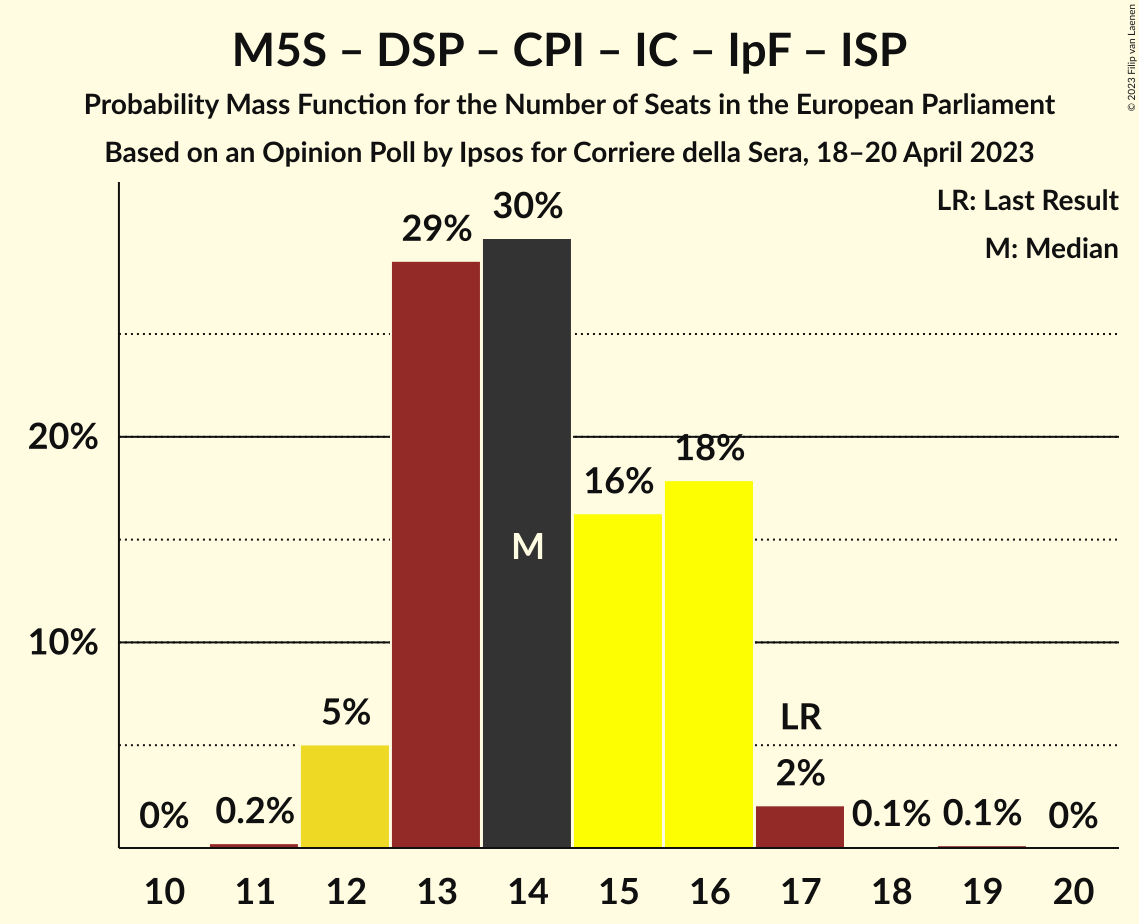 M5S – DSP – CPI – IC – IpF – ISP
Probability Mass Function for the Number of Seats in the European Parliament
Based on an Opinion Poll by Ipsos for Corriere della Sera, 18–20 April 2023
© 2023 Filip van Laenen
LR: Last Result
M: Median
20%
10%
0%
0.2%
5%
29%
30%
M
16%
18%
LR
2%
0.1%
0.1%
0%
10 11 12 13 14 15 16 17 18 19 20